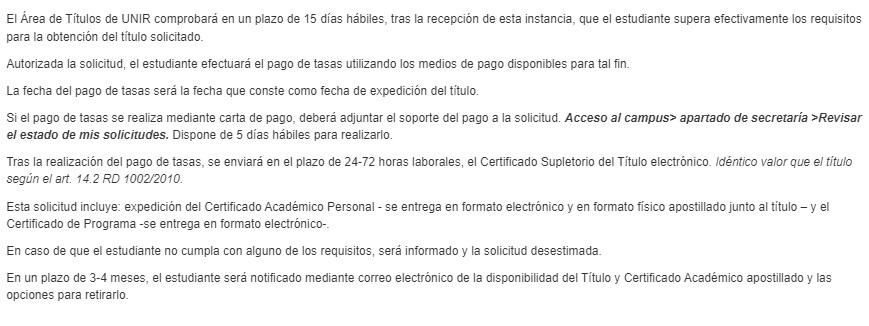 El Área de Títulos de UNIR comprobará en un plazo de 15 días hábiles, tras la recepción de esta instancia, que el estudiante supera efectivamente los requisitos
para la obtención del título solicitado.
Autorizada la solicitud, el estudiante efectuará el pago de tasas utilizando los medios de pago disponibles para tal fin.
La fecha del pago de tasas será la fecha que conste como fecha de expedición del título.
Si el pago de tasas se realiza mediante carta de pago, deberá adjuntar el soporte del pago a la solicitud. Acceso al campus> apartado de secretaría >Revisar
el estado de mis solicitudes. Dispone de 5 días hábiles para realizarlo.
Tras la realización del pago de tasas, se enviará en el plazo de 24-72 horas laborales, el Certificado Supletorio del Título electrónico. Idéntico valor que el título
según el art. 14.2 RD 1002/2010.
Esta solicitud incluye: expedición del Certificado Académico Personal - se entrega en formato electrónico y en formato físico apostillado junto al título – y el
Certificado de Programa -se entrega en formato electrónico-.
En caso de que el estudiante no cumpla con alguno de los requisitos, será informado y la solicitud desestimada.
En un plazo de 3-4 meses, el estudiante será notificado mediante correo electrónico de la disponibilidad del Título y Certificado Académico apostillado y las
opciones para retirarlo.